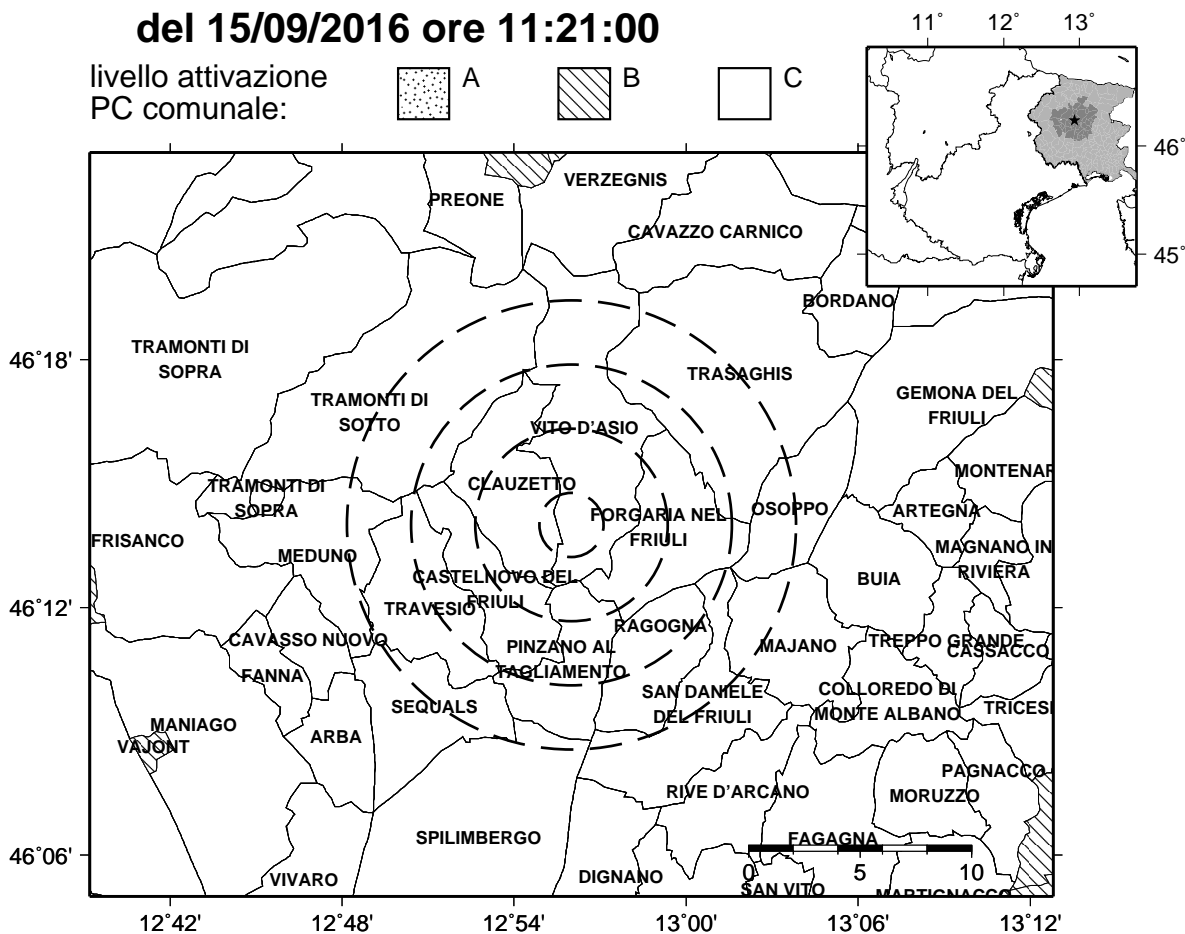 del 15/09/2016 ore 11:21:00
livello attivazione
PC comunale:
A
B
C
11˚
12˚
13˚
46˚
45˚
PREONE
VERZEGNIS
CAVAZZO CARNICO
BORDANO
46˚18'
TRAMONTI DI
SOPRA
TRASAGHIS
TRAMONTI DI
SOTTO
GEMONA DEL
FRIULI
VITO D'ASIO
MONTENAR
CLAUZETTO
TRAMONTI DI
SOPRA
OSOPPO
ARTEGNA
FORGARIA NEL
FRIULI
FRISANCO
MEDUNO
MAGNANO IN
RIVIERA
BUIA
CASTELNOVO DEL
FRIULI
46˚12'
TRAVESIO
RAGOGNA
CAVASSO NUOVO
PINZANO AL
TAGLIAMENTO
MAJANO
TREPPO GRANDE
CASSACCO
FANNA
SAN DANIELE
DEL FRIULI
COLLOREDO DI
MONTE ALBANO
SEQUALS
TRICESI
MANIAGO
VAJONT
ARBA
PAGNACCO
RIVE D'ARCANO
MORUZZO
SPILIMBERGO
FAGAGNA
46˚06'
0
5
10
VIVARO
DIGNANO
SAN VITO
MARTIGNACCO
12˚42'
12˚48'
12˚54'
13˚00'
13˚06'
13˚12'